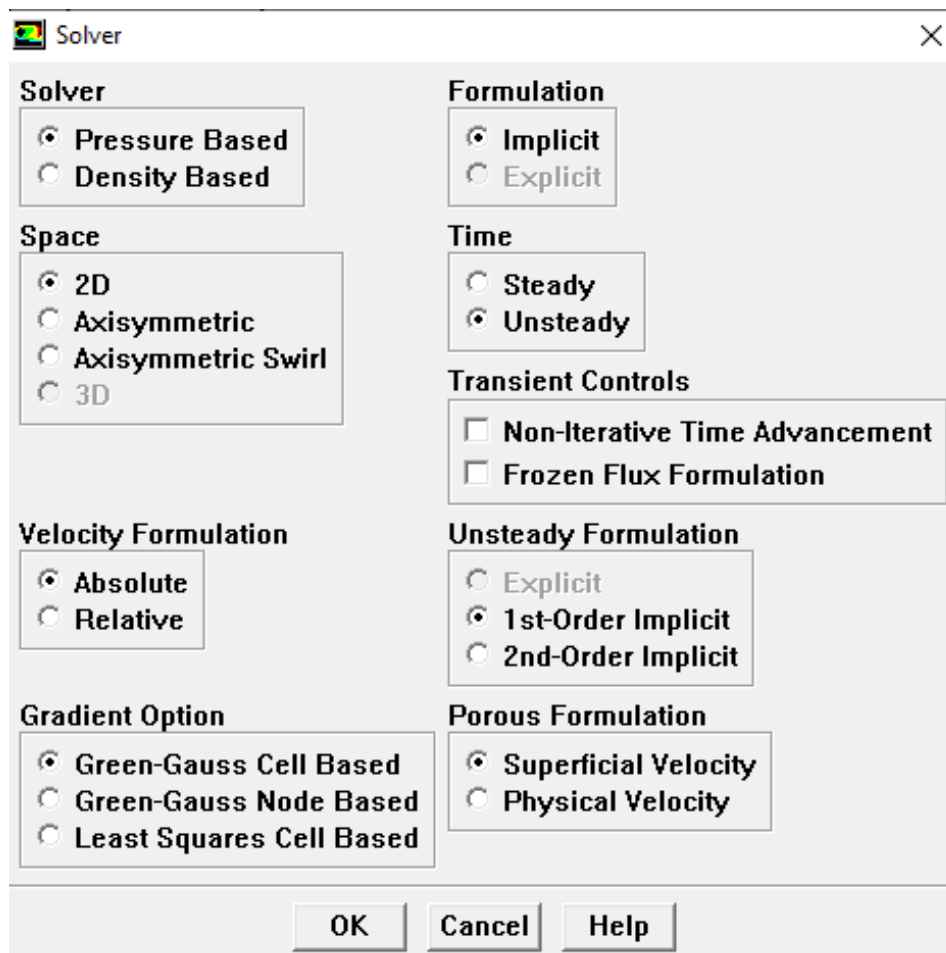 Solver
Solver
Pressure Based
Density Based
Formulation
Implicit
Explicit
Space
2D
Axisymmetric
Axisymmetric Swirl
3D
Time
Steady
Unsteady
Transient Controls
Non-Iterative Time Advancement
Frozen Flux Formulation
Velocity Formulation
Absolute
Relative
Unsteady Formulation
Explicit
1st-Order Implicit
2nd-Order Implicit
Gradient Option
Green-Gauss Cell Based
Green-Gauss Node Based
Least Squares Cell Based
Porous Formulation
Superficial Velocity
Physical Velocity
OK
Cancel
Help